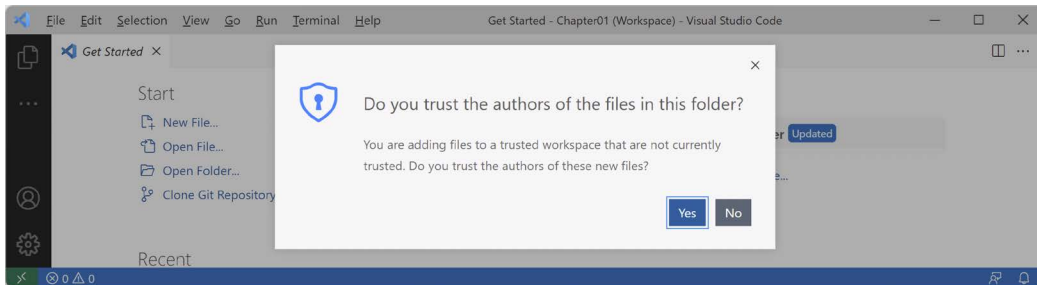 File Edit Selection View Go Run Terminal Help Get Started - Chapter01 (Workspace) - Visual Studio Code
Get Started
Start
New File...
Open File...
Open Folder...
Clone Git Repository
Recent
Do you trust the authors of the files in this folder?
You are adding files to a trusted workspace that are not currently
trusted. Do you trust the authors of these new files?
Yes No
Updated
0 0